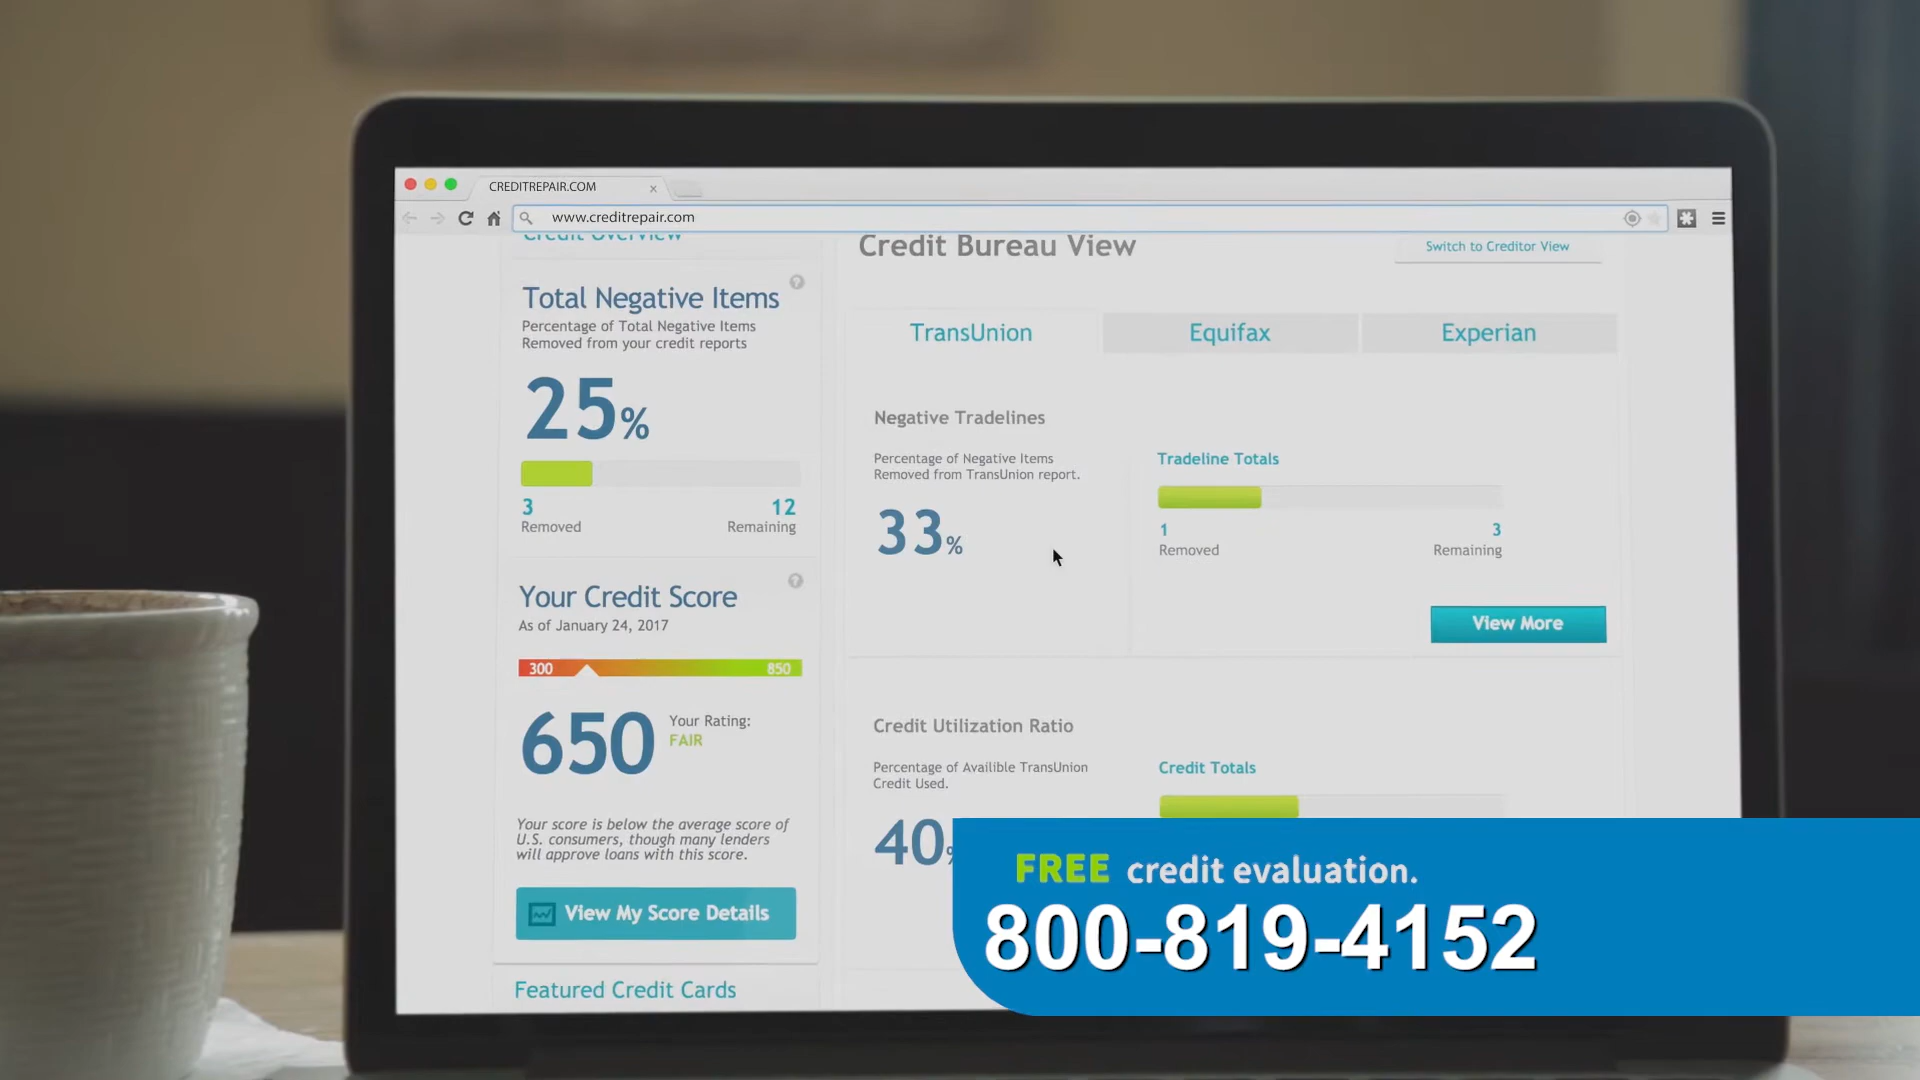 CREDITREPAIR.COM
www.creditrepair.com
Credit Overview
Total Negative Items
Percentage of Total Negative Items
Removed from your credit reports
25%
3
12
Removed
Remaining
Your Credit Score
As of January 24, 2017
300
850
650
Your Rating:
FAIR
Your score is below the average score of
U.S. consumers, though many lenders
will approve loans with this score.
View My Score Details
Featured Credit Cards
Credit Bureau View
Switch to Creditor View
TransUnion
Equifax
Experian
Negative Tradelines
Percentage of Negative Items
Removed from TransUnion report.
33%
Tradeline Totals
1
3
Removed
Remaining
View More
Credit Utilization Ratio
Percentage of Availible TransUnion
Credit Used.
40%
Credit Totals
FREE credit evaluation.
800-819-4152